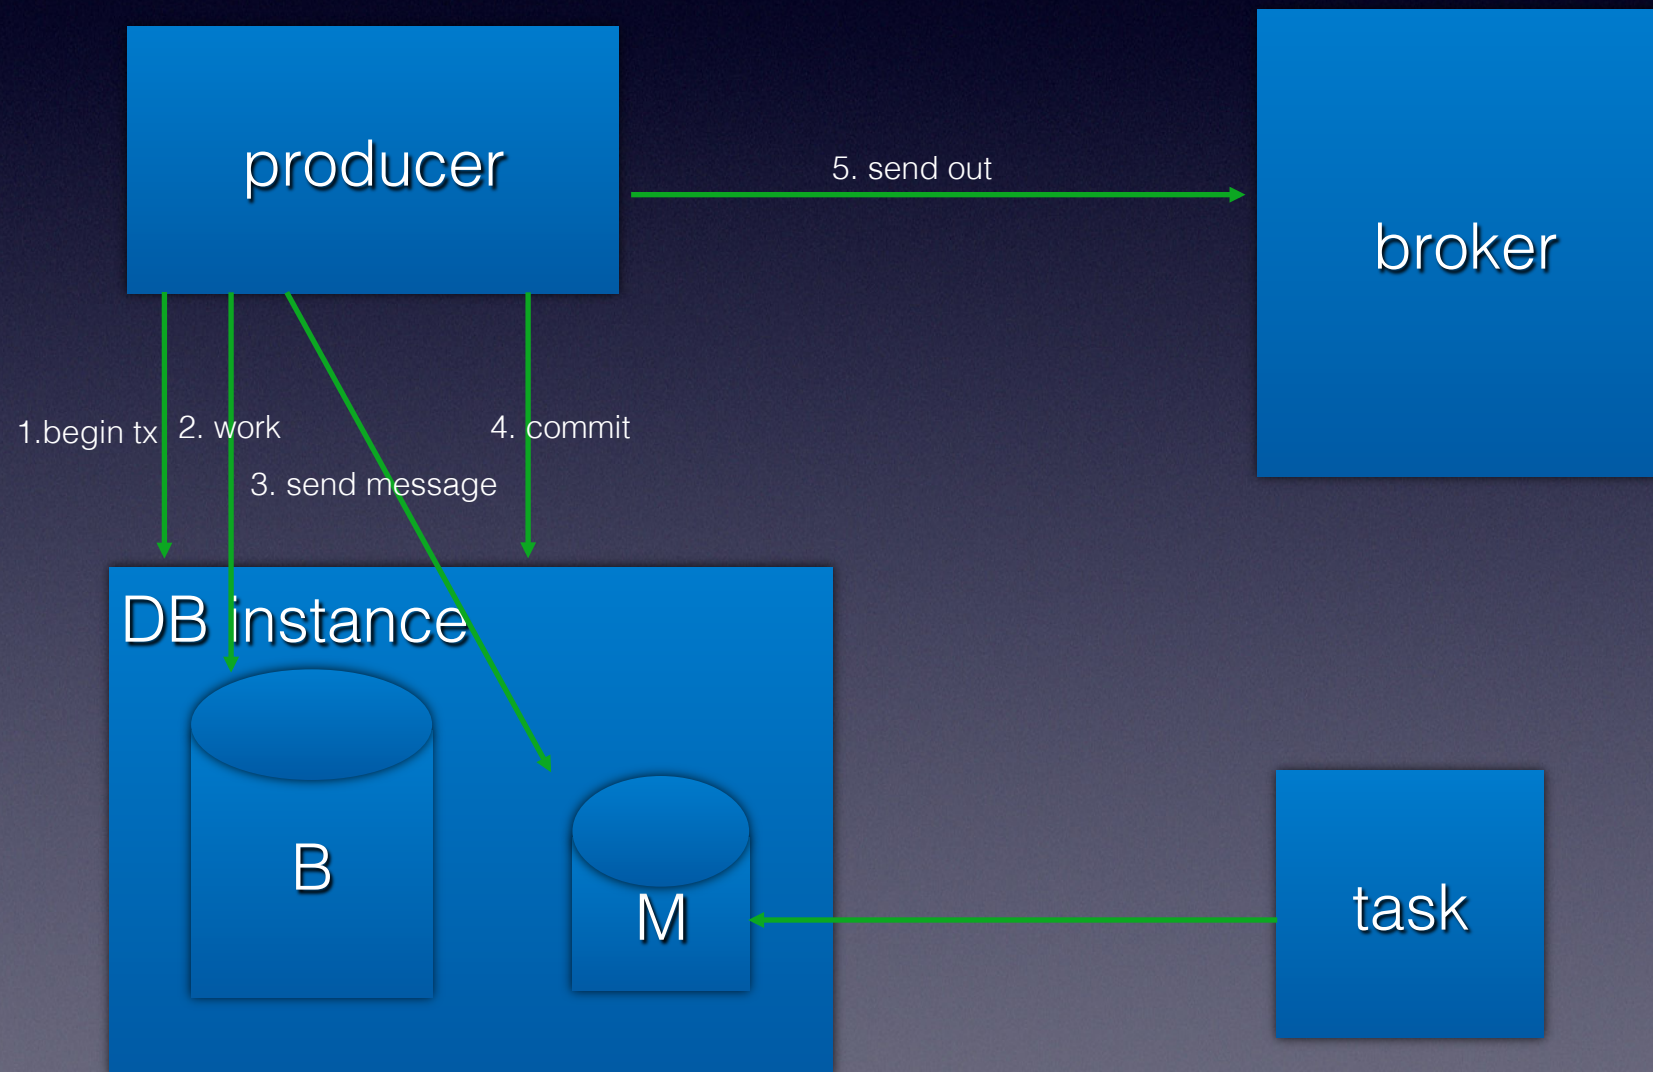 producer
5. send out
broker
1.begin tx
2. work
4. commit
3. send message
DB instance
B
M
task